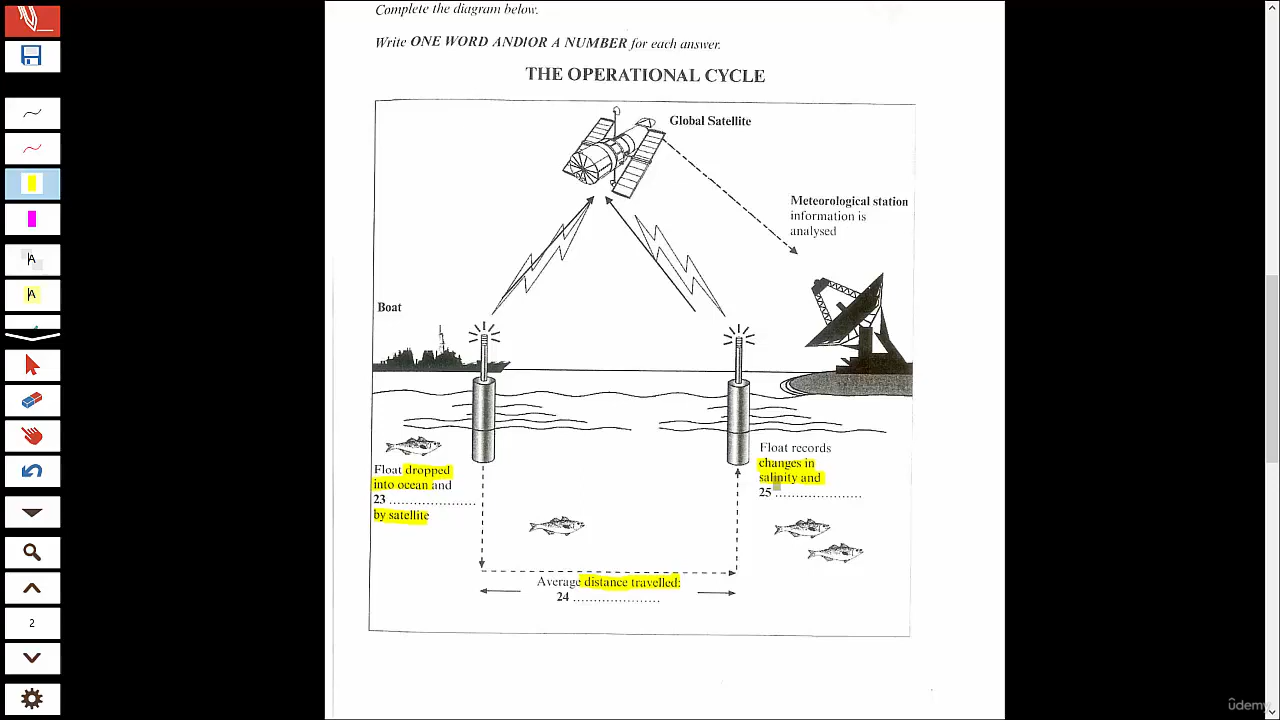 Complete the diagram below.
Write ONE WORD AND/OR A NUMBER for each answer.
THE OPERATIONAL CYCLE
Global Satellite
Meteorological station
information is
analysed
Boat
Float records
changes in
salinity and
25 .....................
Float dropped
into ocean and
23 .....................
by satellite
Average distance travelled:
24 .....................
A
A
2
ûdemy